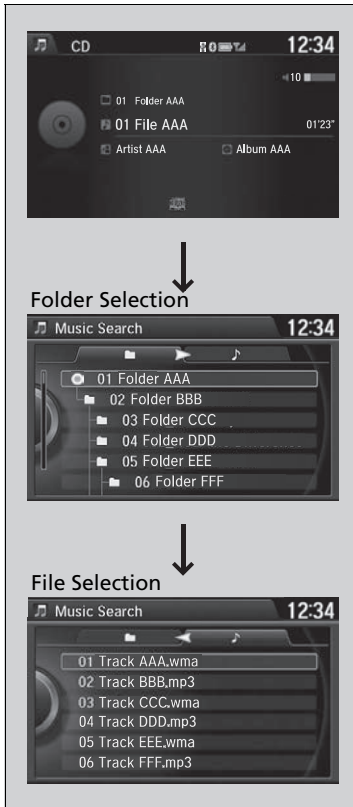 CD 12:34
10
01 Folder AAA
01 File AAA 01'23"
Artist AAA Album AAA
Folder Selection
Music Search 12:34
01 Folder AAA
02 Folder BBB
03 Folder CCC
04 Folder DDD
05 Folder EEE
06 Folder FFF
File Selection
Music Search 12:34
01 Track AAA.wma
02 Track BBB.mp3
03 Track CCC.wma
04 Track DDD.mp3
05 Track EEE.wma
06 Track FFF.mp3